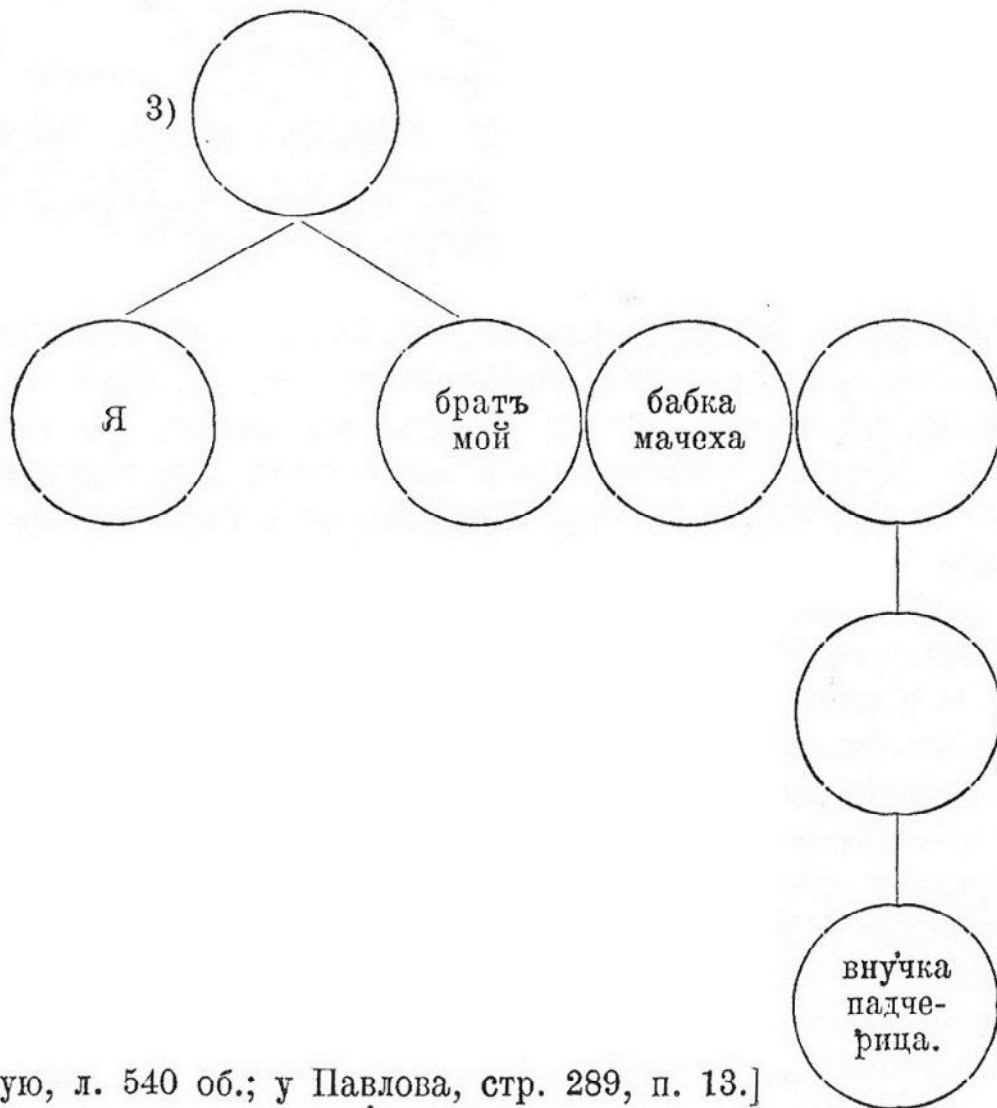 3)
Я
братъ
мой
бабка
мачеха
внучка
падче-
рица.
ую, л. 540 об.; у Павлова, стр. 289, п. 13.]